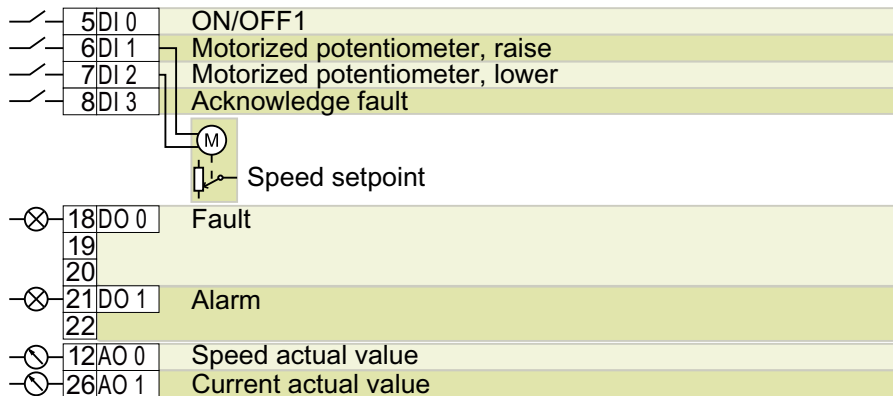 5 DI 0 ON/OFF1
6 DI 1 Motorized potentiometer, raise
7 DI 2 Motorized potentiometer, lower
8 DI 3 Acknowledge fault
M
Speed setpoint
18 DO 0 Fault
19
20
21 DO 1 Alarm
22
12 AO 0 Speed actual value
26 AO 1 Current actual value